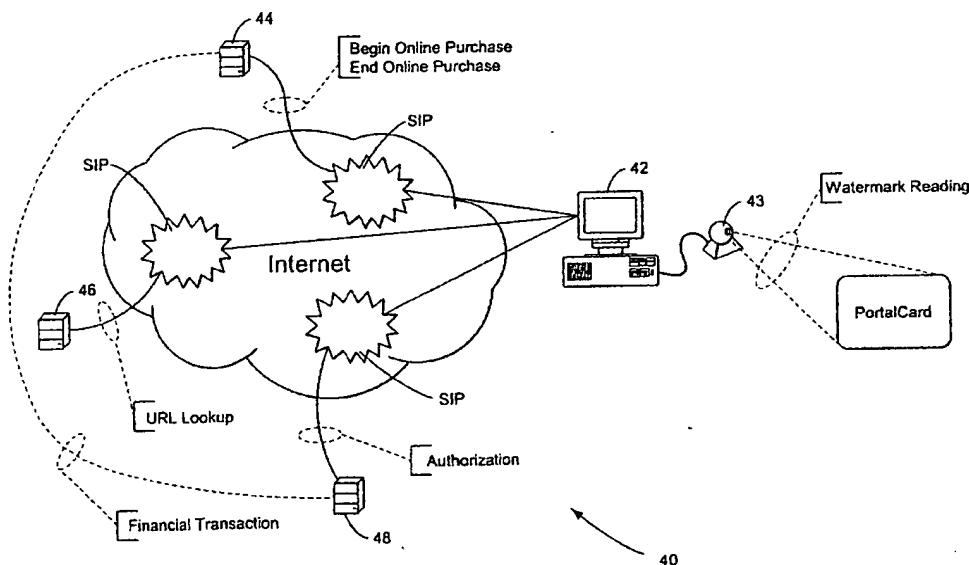 44
Begin Online Purchase
End Online Purchase
SIP
SIP
42
43
Watermark Reading
Internet
46
PortalCard
SIP
URL Lookup
Authorization
Financial Transaction
48
40